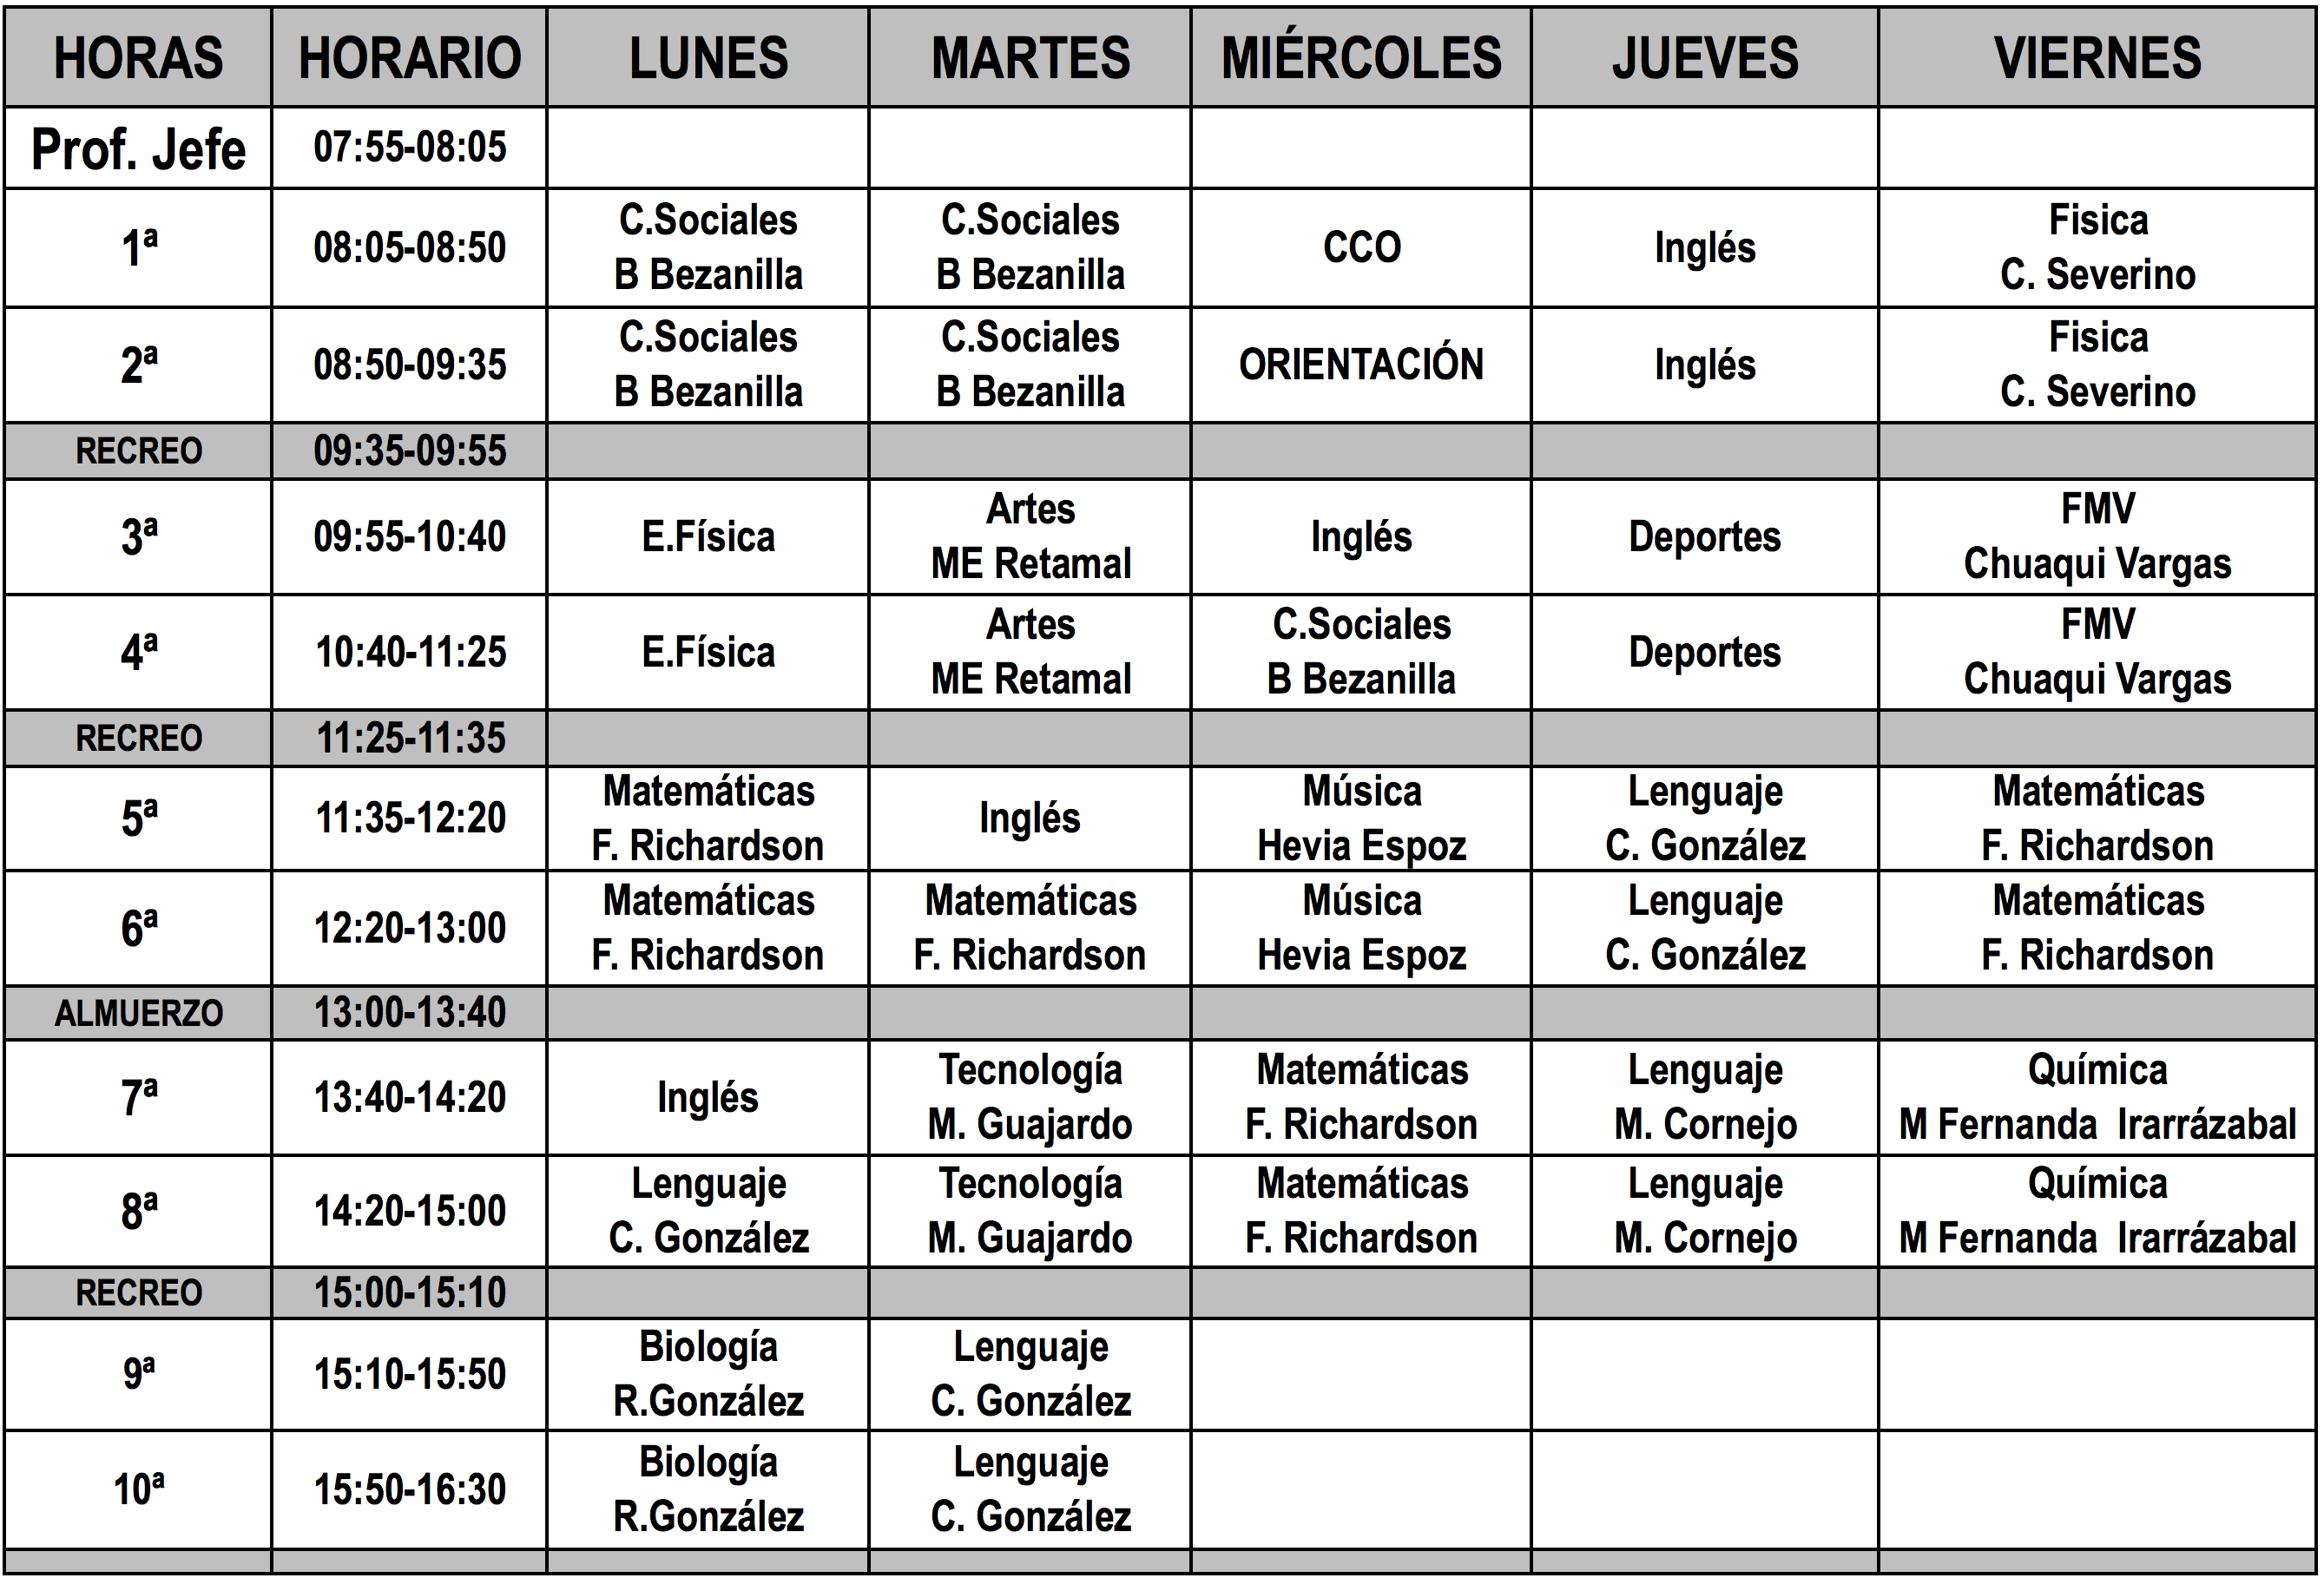 HORAS HORARIO LUNES MARTES MIÉRCOLES JUEVES VIERNES
Prof. Jefe 07:55-08:05
C.Sociales C.Sociales Fisica
1ª 08:05-08:50 CCO Inglés
B Bezanilla B Bezanilla C. Severino
C.Sociales C.Sociales Fisica
2ª 08:50-09:35 ORIENTACIÓN Inglés
B Bezanilla B Bezanilla C. Severino
RECREO 09:35-09:55
Artes FMV
3ª 09:55-10:40 E.Física Inglés Deportes
ME Retamal Chuaqui Vargas
Artes C.Sociales FMV
4ª 10:40-11:25 E.Física Deportes
ME Retamal B Bezanilla Chuaqui Vargas
RECREO 11:25-11:35
Matemáticas Música Lenguaje Matemáticas
5ª 11:35-12:20 Inglés
F. Richardson Hevia Espoz C. González F. Richardson
Matemáticas Matemáticas Música Lenguaje Matemáticas
6ª 12:20-13:00
F. Richardson F. Richardson Hevia Espoz C. González F. Richardson
ALMUERZO 13:00-13:40
Tecnología Matemáticas Lenguaje Química
7ª 13:40-14:20 Inglés
M. Guajardo F. Richardson M. Cornejo M Fernanda Irarrázabal
Lenguaje Tecnología Matemáticas Lenguaje Química
8ª 14:20-15:00
C. González M. Guajardo F. Richardson M. Cornejo M Fernanda Irarrázabal
RECREO 15:00-15:10
Biología Lenguaje
9ª 15:10-15:50
R.González C. González
Biología Lenguaje
10ª 15:50-16:30
R.González C. González